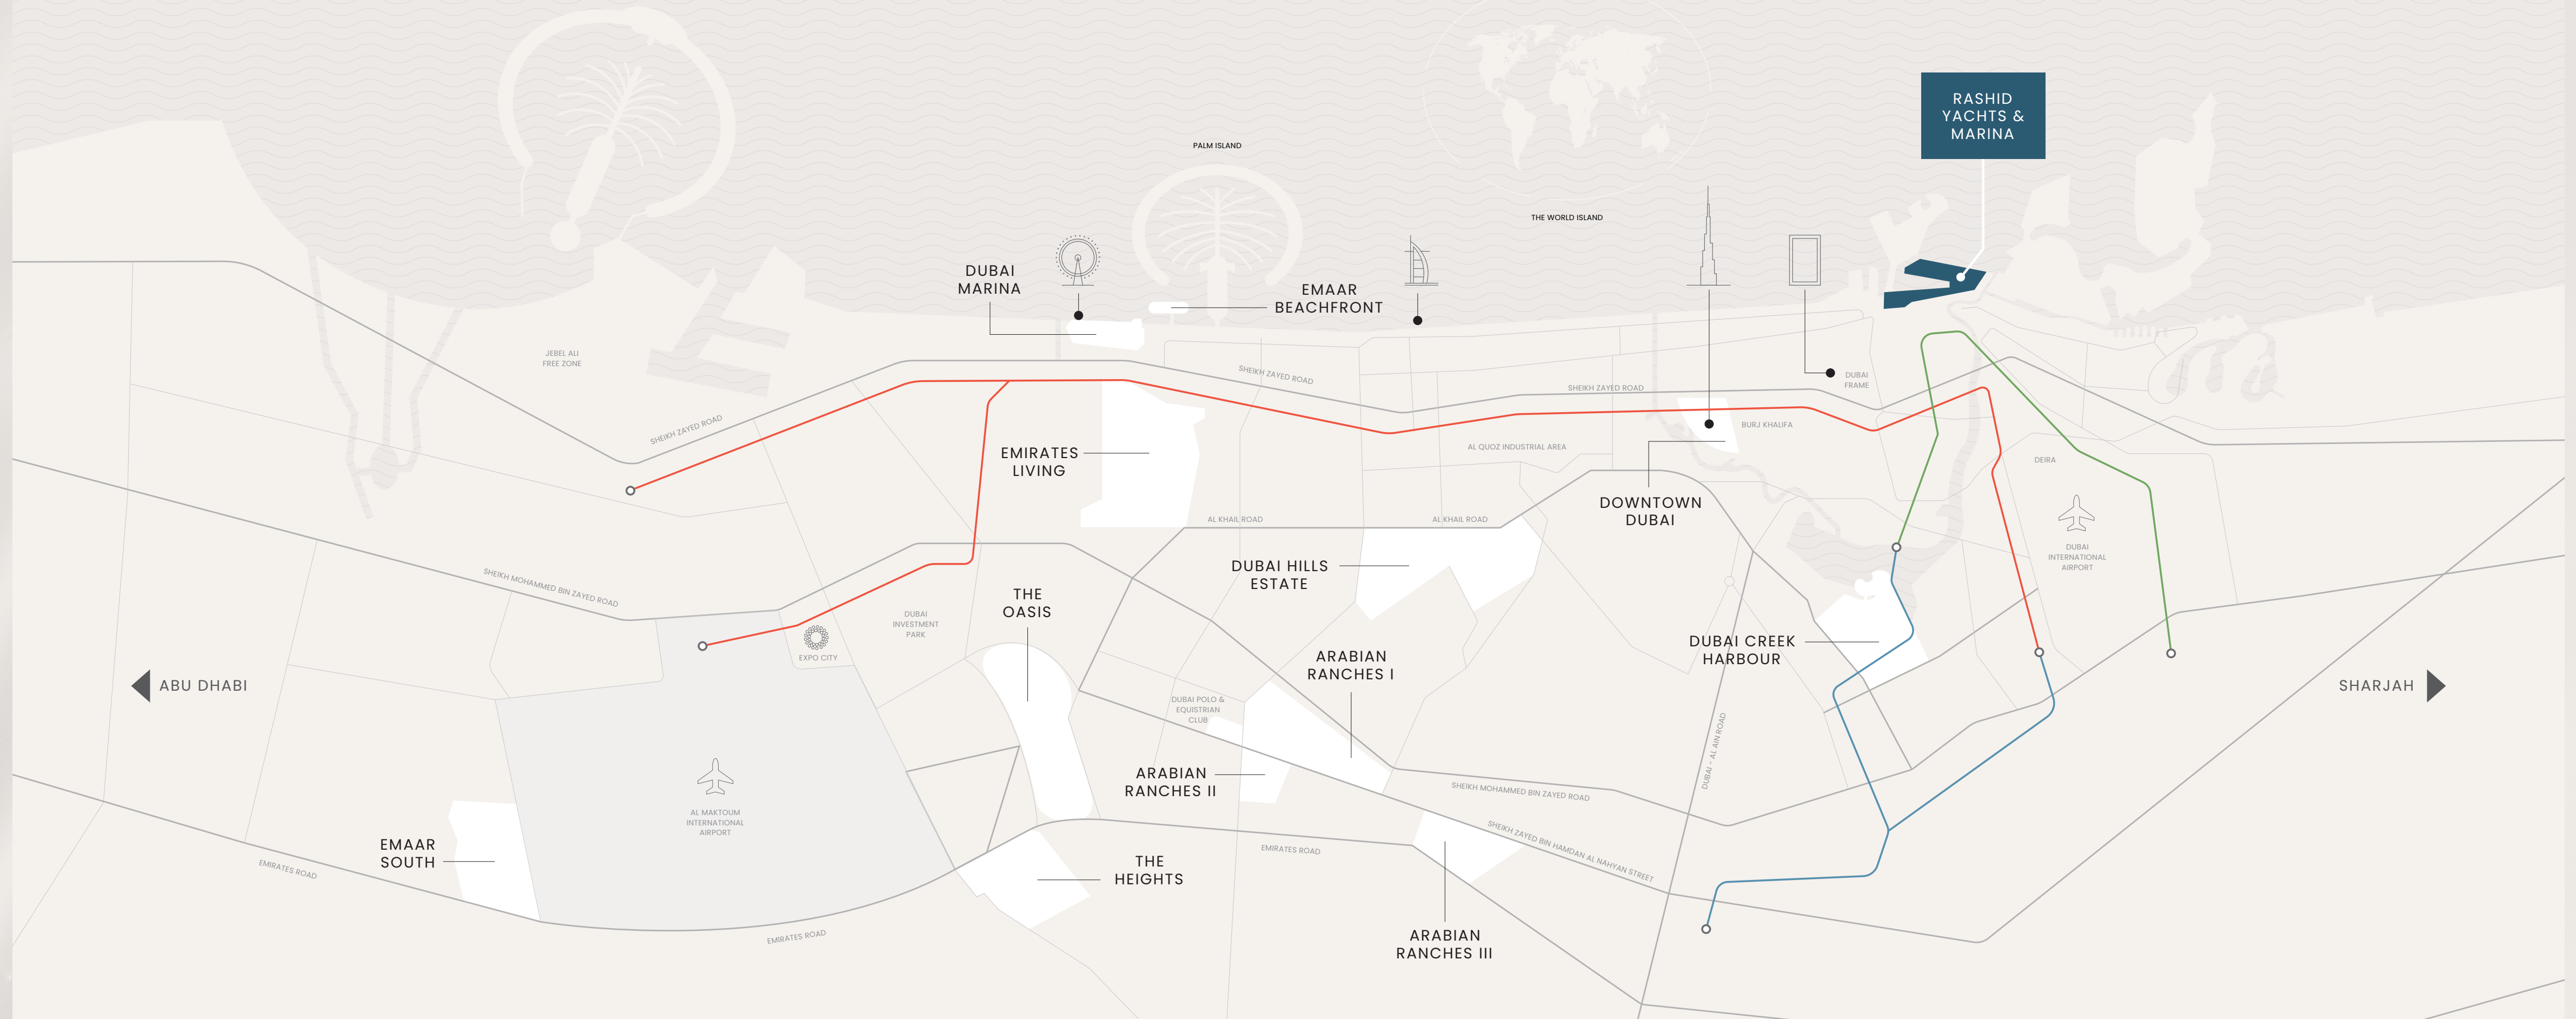 RASHID
YACHTS &
MARINA
PALM ISLAND
THE WORLD ISLAND
DUBAI
MARINA
EMAAR
BEACHFRONT
JEBEL ALI
FREE ZONE
SHEIKH ZAYED ROAD
SHEIKH ZAYED ROAD
SHEIKH ZAYED ROAD
DUBAI
FRAME
BURJ KHALIFA
AL QUOZ INDUSTRIAL AREA
EMIRATES
LIVING
DEIRA
DOWNTOWN
DUBAI
AL KHAIL ROAD
AL KHAIL ROAD
DUBAI
INTERNATIONAL
AIRPORT
DUBAI HILLS
ESTATE
SHEIKH MOHAMMED BIN ZAYED ROAD
THE
OASIS
DUBAI
INVESTMENT
PARK
EXPO CITY
DUBAI CREEK
HARBOUR
ARABIAN
RANCHES I
ABU DHABI
SHARJAH
DUBAI POLO &
EQUESTRIAN
CLUB
DUBAI - AL AIN ROAD
ARABIAN
RANCHES II
SHEIKH MOHAMMED BIN ZAYED ROAD
AL MAKTOUM
INTERNATIONAL
AIRPORT
SHEIKH ZAYED BIN HAMDAN AL NAHYAN STREET
EMAAR
SOUTH
EMIRATES ROAD
EMIRATES ROAD
THE
HEIGHTS
EMIRATES ROAD
ARABIAN
RANCHES III